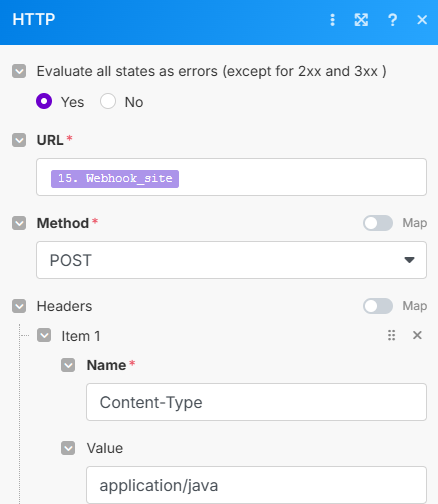 HTTP
Evaluate all states as errors (except for 2xx and 3xx )
Yes No
URL*
15. Webhook_site
Method* Map
POST
Headers Map
Item 1
Name*
Content-Type
Value
application/java